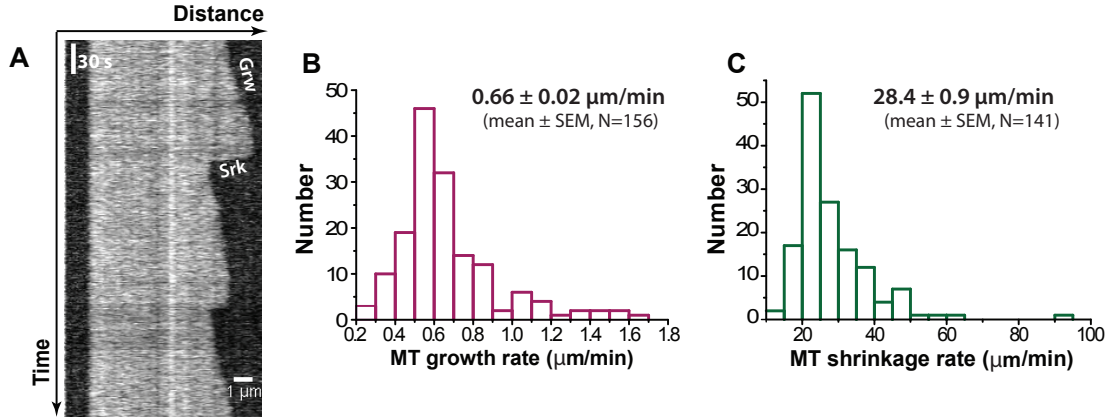 Distance
A
30 s
Grw
Srk
Time
1 μm
B
0.66 ± 0.02 μm/min
(mean ± SEM, N=156)
Number
50
40
30
20
10
0
0.2 0.4 0.6 0.8 1.0 1.2 1.4 1.6 1.8
MT growth rate (μm/min)
C
28.4 ± 0.9 μm/min
(mean ± SEM, N=141)
Number
50
40
30
20
10
0
20 40 60 80 100
MT shrinkage rate (μm/min)